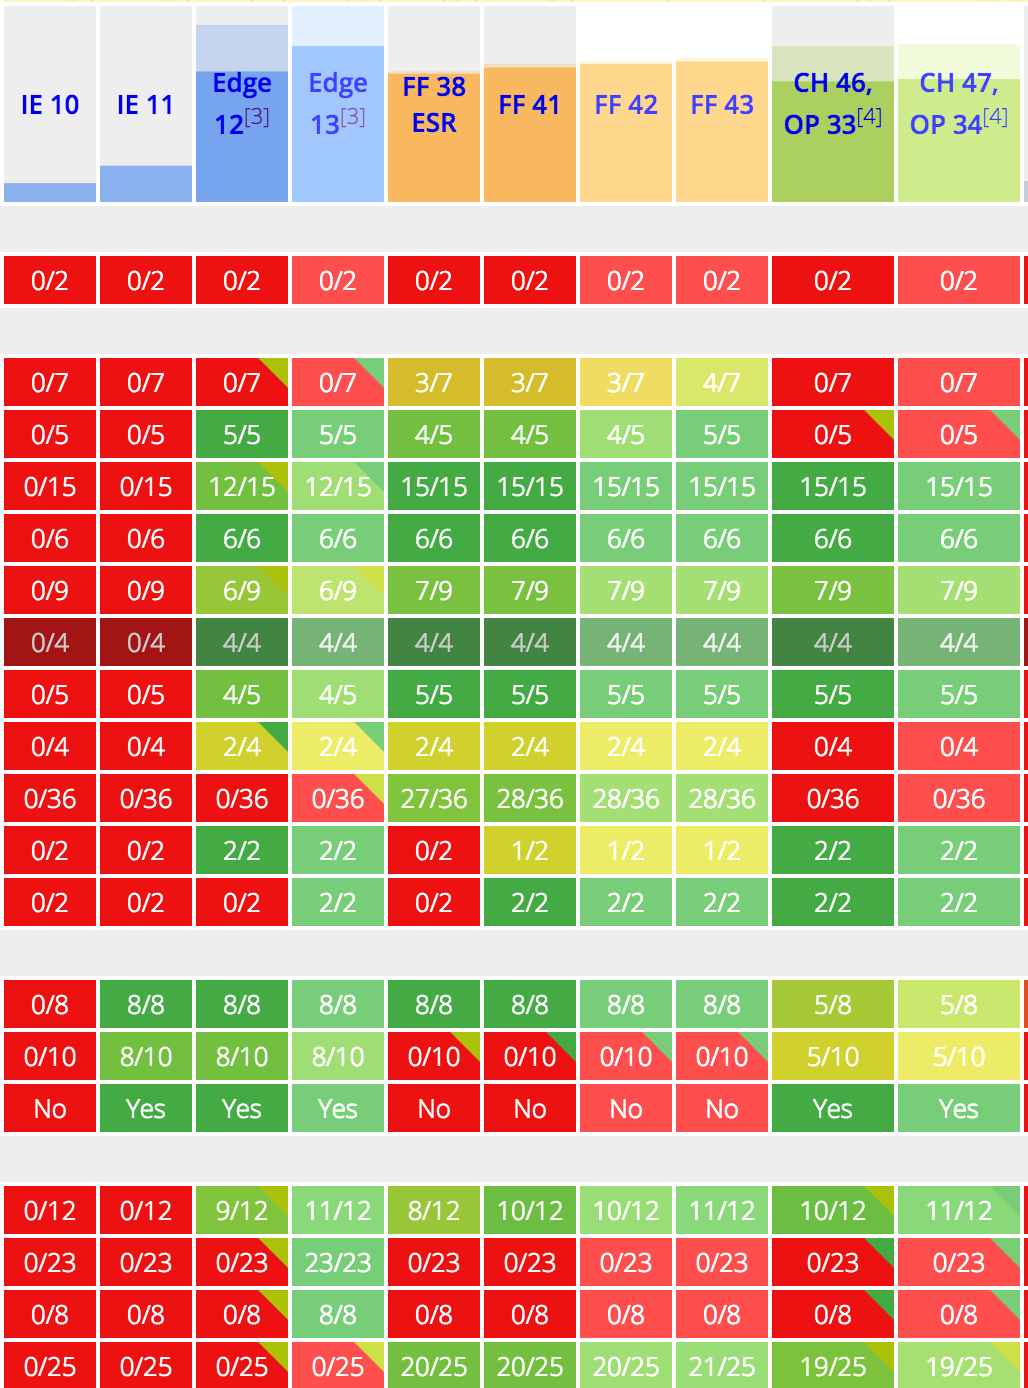 IE 10 IE 11 Edge 12[3] Edge 13[3] FF 38 ESR FF 41 FF 42 FF 43 CH 46, OP 33[4] CH 47, OP 34[4]
0/2 0/2 0/2 0/2 0/2 0/2 0/2 0/2 0/2 0/2
0/7 0/7 0/7 0/7 3/7 3/7 3/7 4/7 0/7 0/7
0/5 0/5 5/5 5/5 4/5 4/5 4/5 5/5 0/5 0/5
0/15 0/15 12/15 12/15 15/15 15/15 15/15 15/15 15/15 15/15
0/6 0/6 6/6 6/6 6/6 6/6 6/6 6/6 6/6 6/6
0/9 0/9 6/9 6/9 7/9 7/9 7/9 7/9 7/9 7/9
0/4 0/4 4/4 4/4 4/4 4/4 4/4 4/4 4/4 4/4
0/5 0/5 4/5 4/5 5/5 5/5 5/5 5/5 5/5 5/5
0/4 0/4 2/4 2/4 2/4 2/4 2/4 2/4 0/4 0/4
0/36 0/36 0/36 0/36 27/36 28/36 28/36 28/36 0/36 0/36
0/2 0/2 2/2 2/2 0/2 1/2 1/2 1/2 2/2 2/2
0/2 0/2 0/2 2/2 0/2 2/2 2/2 2/2 2/2 2/2
0/8 8/8 8/8 8/8 8/8 8/8 8/8 8/8 5/8 5/8
0/10 8/10 8/10 8/10 0/10 0/10 0/10 0/10 5/10 5/10
No Yes Yes Yes No No No No Yes Yes
0/12 0/12 9/12 11/12 8/12 10/12 10/12 11/12 10/12 11/12
0/23 0/23 0/23 23/23 0/23 0/23 0/23 0/23 0/23 0/23
0/8 0/8 0/8 8/8 0/8 0/8 0/8 0/8 0/8 0/8
0/25 0/25 0/25 0/25 20/25 20/25 20/25 21/25 19/25 19/25